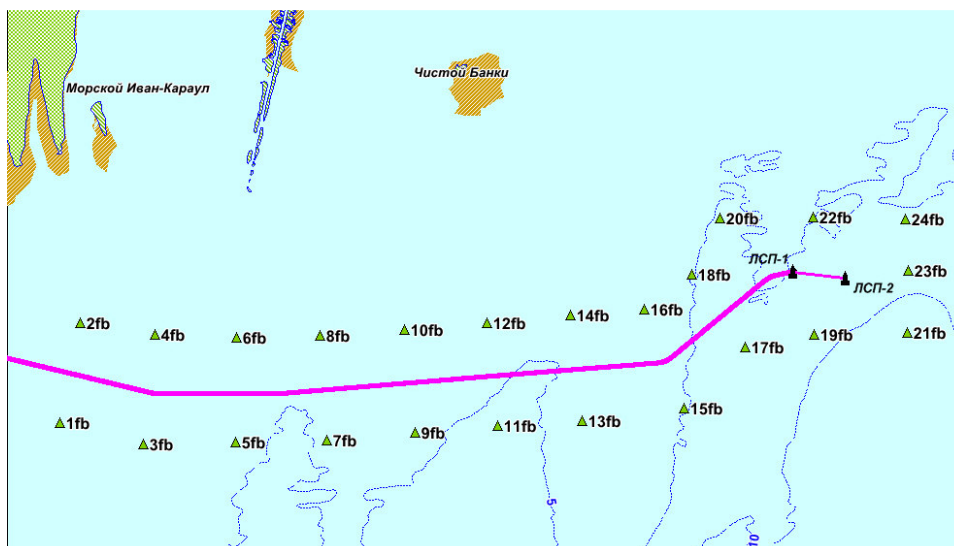 Чистой Банки
Морской Иван-Караул
20fb
22fb
24fb
ЛСП-1
18fb
23fb
ЛСП-2
2fb
4fb
6fb
8fb
10fb
12fb
14fb
16fb
17fb
19fb
21fb
1fb
3fb
5fb
7fb
9fb
11fb
13fb
15fb
5
10